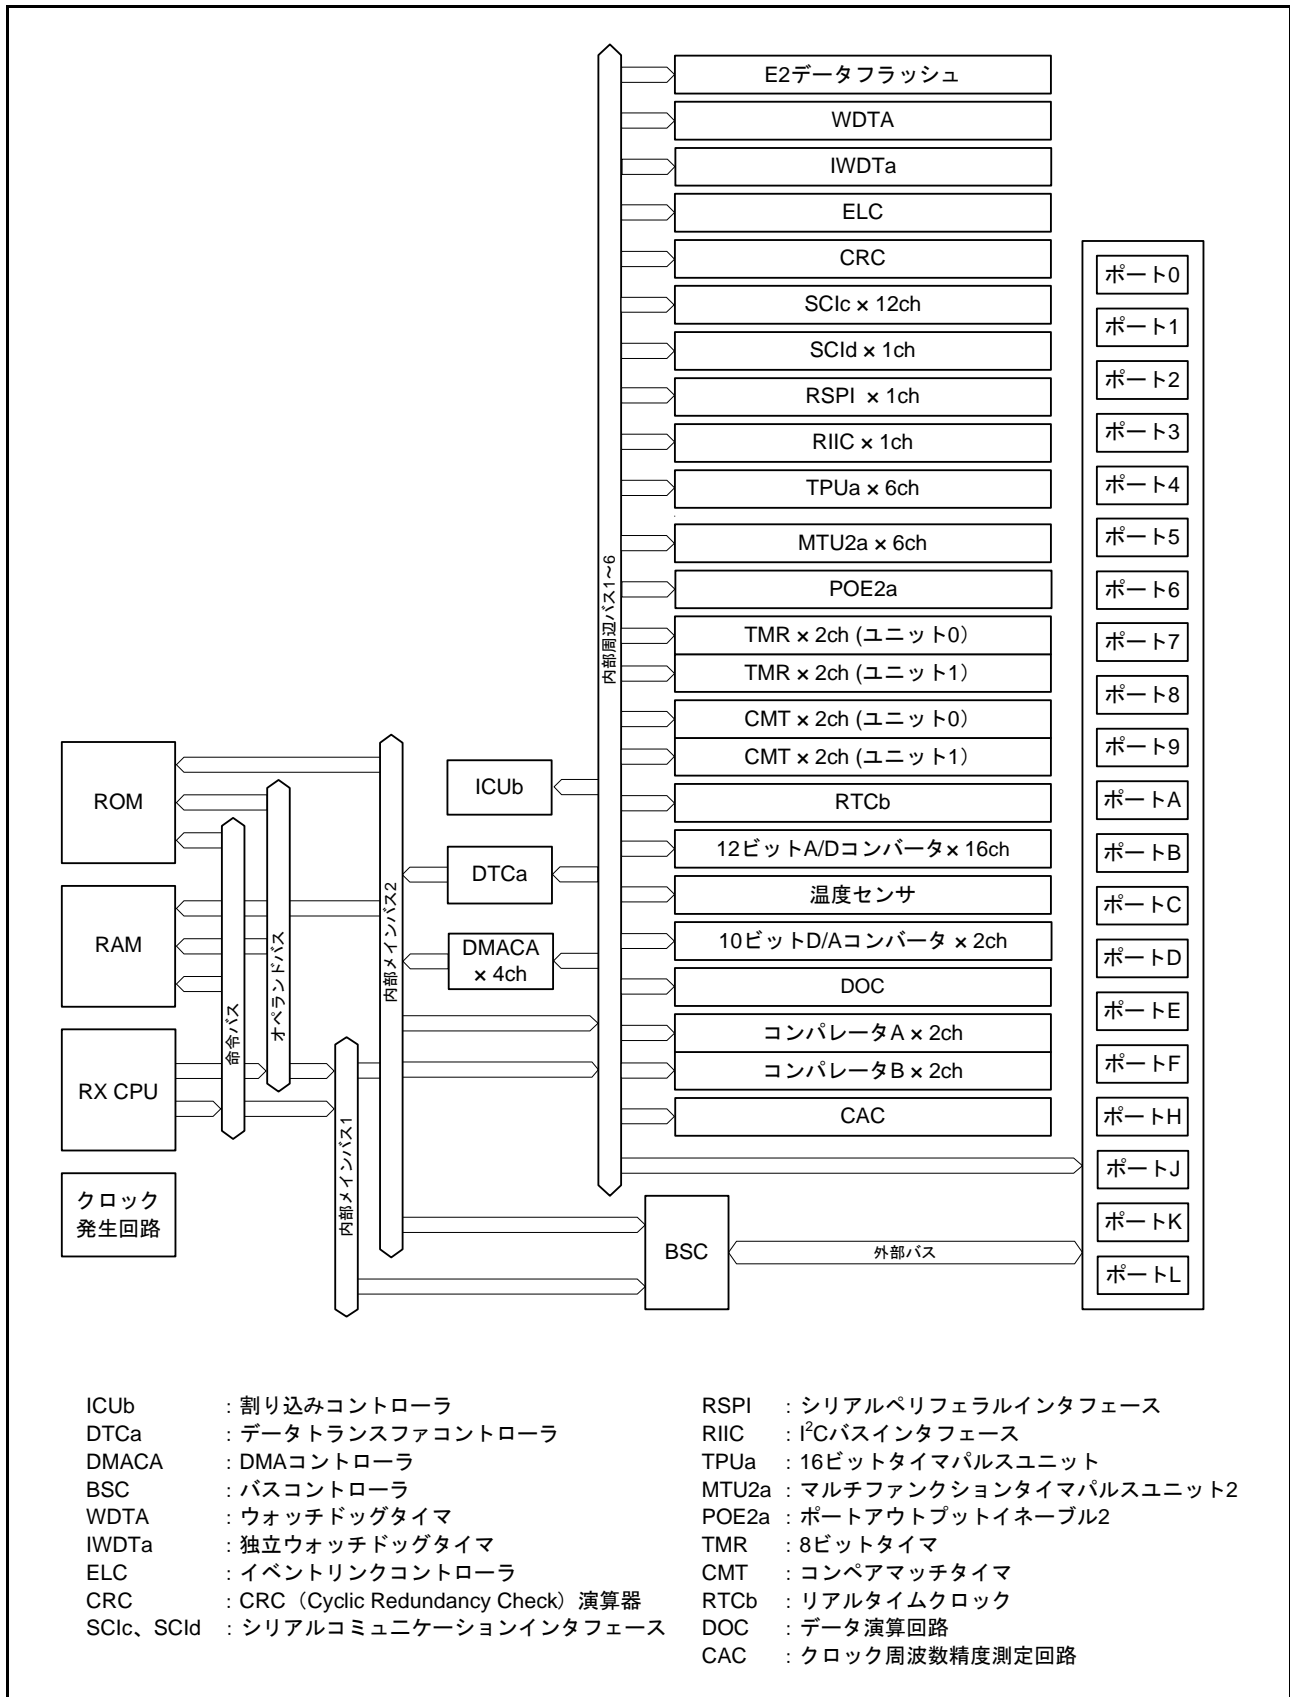 E2データフラッシュ
WDTA
IWDTa
ELC
CRC
SCIc × 12ch
SCId × 1ch
RSPI × 1ch
RIIC × 1ch
TPUa × 6ch
MTU2a × 6ch
POE2a
TMR × 2ch (ユニット0)
TMR × 2ch (ユニット1)
CMT × 2ch (ユニット0)
CMT × 2ch (ユニット1)
RTCb
12ビットA/Dコンバータ× 16ch
温度センサ
10ビットD/Aコンバータ × 2ch
DOC
コンパレータA × 2ch
コンパレータB × 2ch
CAC
ポート0
ポート1
ポート2
ポート3
ポート4
ポート5
ポート6
ポート7
ポート8
ポート9
ポートA
ポートB
ポートC
ポートD
ポートE
ポートF
ポートH
ポートJ
ポートK
ポートL
内部周辺バス1～6
ICUb
DTCa
DMACA
× 4ch
内部メインバス2
オペランドバス
命令バス
内部メインバス1
ROM
RAM
RX CPU
クロック
発生回路
BSC
外部バス
ICUb : 割り込みコントローラ
DTCa : データトランスファコントローラ
DMACA : DMAコントローラ
BSC : バスコントローラ
WDTA : ウォッチドッグタイマ
IWDTa : 独立ウォッチドッグタイマ
ELC : イベントリンクコントローラ
CRC : CRC（Cyclic Redundancy Check）演算器
SCIc、SCId : シリアルコミュニケーションインタフェース
RSPI : シリアルペリフェラルインタフェース
RIIC : I²Cバスインタフェース
TPUa : 16ビットタイマパルスユニット
MTU2a : マルチファンクションタイマパルスユニット2
POE2a : ポートアウトプットイネーブル2
TMR : 8ビットタイマ
CMT : コンペアマッチタイマ
RTCb : リアルタイムクロック
DOC : データ演算回路
CAC : クロック周波数精度測定回路